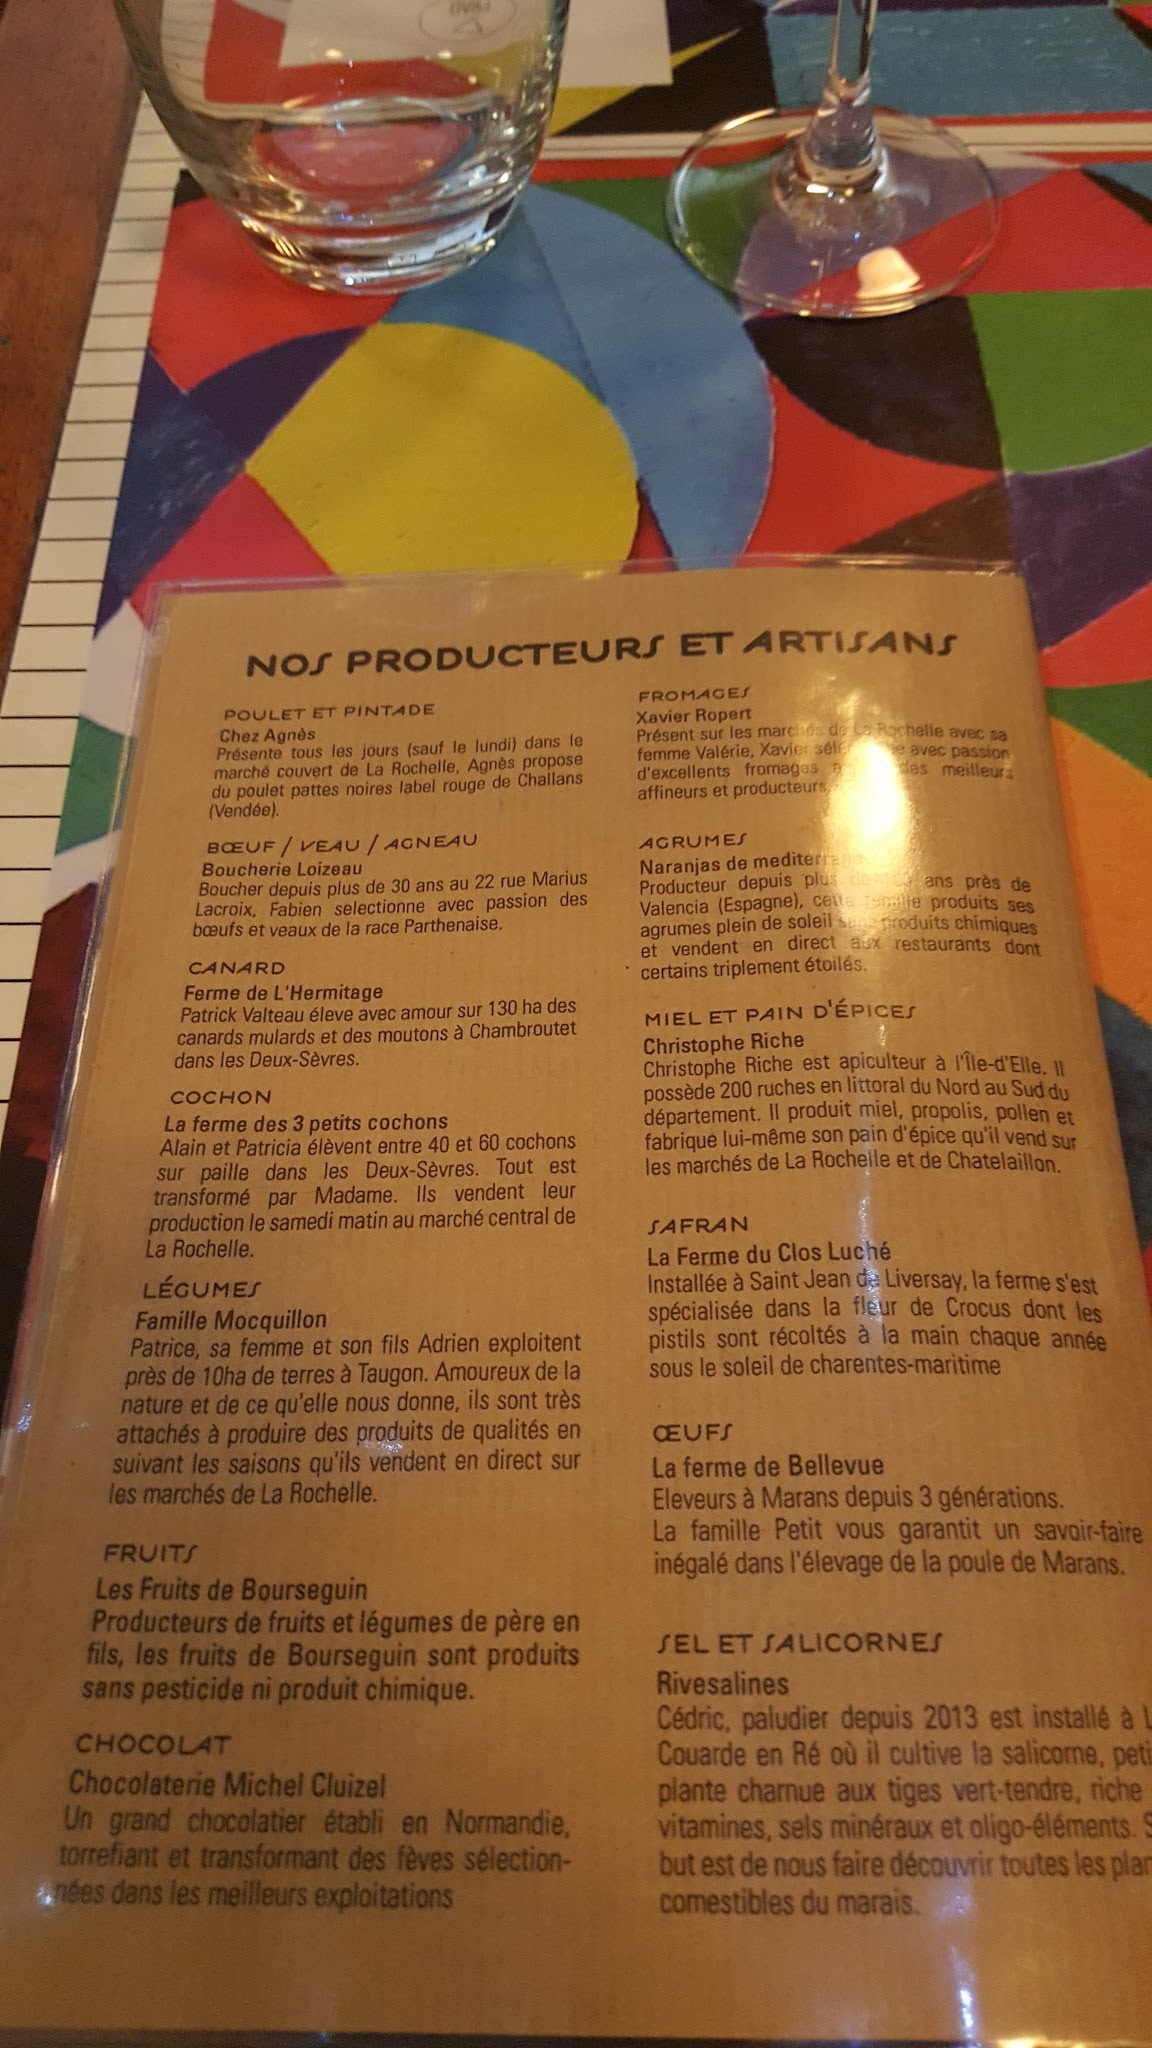 NOS PRODUCTEURS ET ARTISANS
POULET ET PINTADE
Chez Agnès
Présente tous les jours (sauf le lundi) dans le
marché couvert de La Rochelle, Agnès propose
du poulet pattes noires label rouge de Challans
(Vendée).
BŒUF / VEAU / AGNEAU
Boucherie Loizeau
Boucher depuis plus de 30 ans au 22 rue Marius
Lacroix, Fabien selectionne avec passion des
bœufs et veaux de la race Parthenaise.
CANARD
Ferme de L'Hermitage
Patrick Valteau éleve avec amour sur 130 ha des
canards mulards et des moutons à Chambroutet
dans les Deux-Sèvres.
COCHON
La ferme des 3 petits cochons
Alain et Patricia élèvent entre 40 et 60 cochons
sur paille dans les Deux-Sèvres. Tout est
transformé par Madame. Ils vendent leur
production le samedi matin au marché central de
La Rochelle.
LÉGUMES
Famille Mocquillon
Patrice, sa femme et son fils Adrien exploitent
près de 10ha de terres à Taugon. Amoureux de la
nature et de ce qu'elle nous donne, ils sont très
attachés à produire des produits de qualités en
suivant les saisons qu'ils vendent en direct sur
les marchés de La Rochelle.
FRUITS
Les Fruits de Bourseguin
Producteurs de fruits et légumes de père en
fils, les fruits de Bourseguin sont produits
sans pesticide ni produit chimique.
CHOCOLAT
Chocolaterie Michel Cluizel
Un grand chocolatier établi en Normandie,
torrefiant et transformant des fèves sélection-
nées dans les meilleurs exploitations
FROMAGES
Xavier Ropert
Présent sur les marchés de La Rochelle avec sa
femme Valérie, Xavier avec passion
d'excellents fromages des meilleurs
affineurs et producteurs.
AGRUMES
Naranjas de
Producteur depuis plus ans près de
Valencia (Espagne), cette famille produits ses
agrumes plein de soleil sans produits chimiques
et vendent en direct aux restaurants dont
certains triplement étoilés.
MIEL ET PAIN D'ÉPICES
Christophe Riche
Christophe Riche est apiculteur à l'Île-d'Elle. Il
possède 200 ruches en littoral du Nord au Sud du
département. Il produit miel, propolis, pollen et
fabrique lui-même son pain d'épice qu'il vend sur
les marchés de La Rochelle et de Chatelaillon.
SAFRAN
La Ferme du Clos Luché
Installée à Saint Jean de Liversay, la ferme s'est
spécialisée dans la fleur de Crocus dont les
pistils sont récoltés à la main chaque année
sous le soleil de charentes-maritime
ŒUFS
La ferme de Bellevue
Eleveurs à Marans depuis 3 générations.
La famille Petit vous garantit un savoir-faire
inégalé dans l'élevage de la poule de Marans.
SEL ET SALICORNES
Rivesalines
Cédric, paludier depuis 2013 est installé à
Couarde en Ré où il cultive la salicorne,
plante charnue aux tiges vert-tendre, riche
vitamines, sels minéraux et oligo-éléments.
but est de nous faire découvrir toutes les
comestibles du marais.